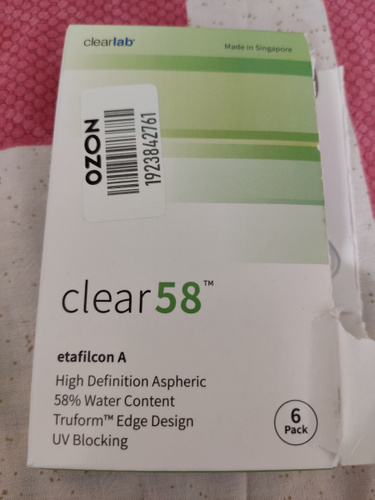 clearlab
Made in Singapore
OZON
1923842761
clear58™
etafilcon A
High Definition Aspheric
58% Water Content
Truform™ Edge Design
UV Blocking
6
Pack